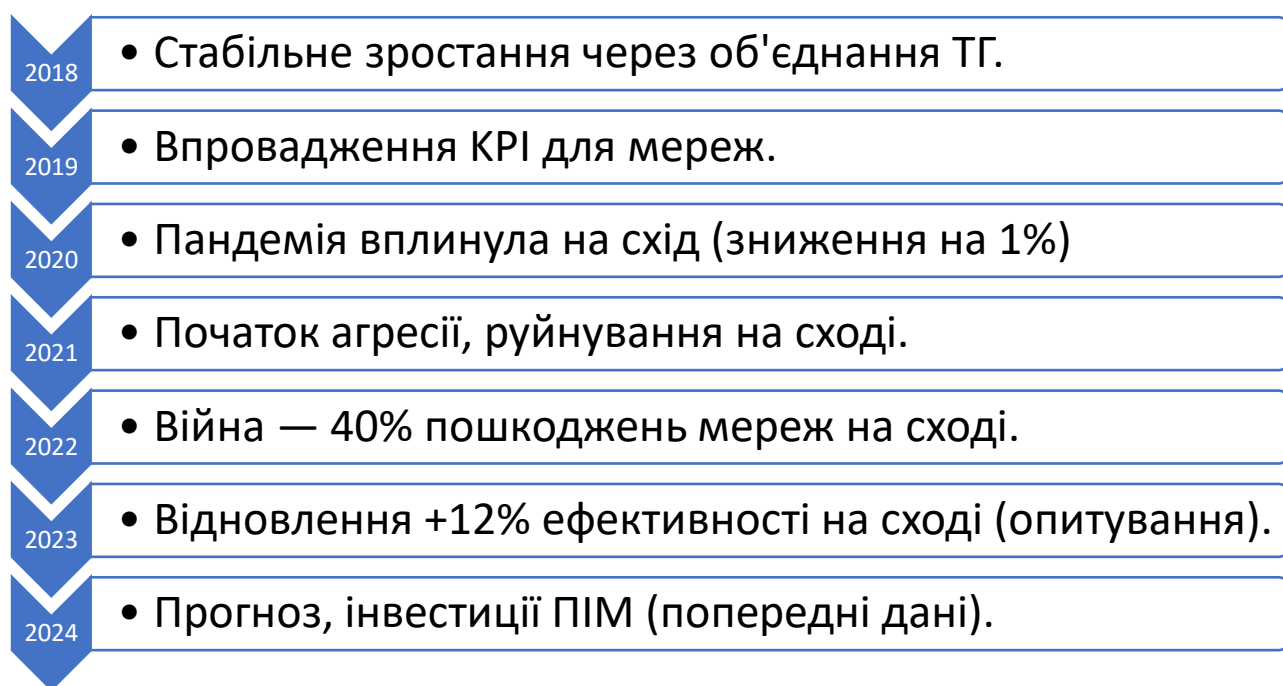 2018
• Стабільне зростання через об'єднання ТГ.
2019
• Впровадження KPI для мереж.
2020
• Пандемія вплинула на схід (зниження на 1%)
2021
• Початок агресії, руйнування на сході.
2022
• Війна — 40% пошкоджень мереж на сході.
2023
• Відновлення +12% ефективності на сході (опитування).
2024
• Прогноз, інвестиції ПІМ (попередні дані).